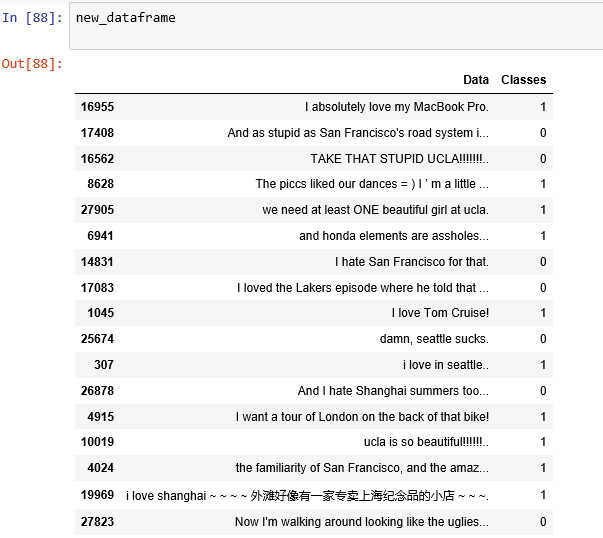 In [88]: new_dataframe
Out[88]:
Data Classes
16955 I absolutely love my MacBook Pro. 1
17408 And as stupid as San Francisco's road system i... 0
16562 TAKE THAT STUPID UCLA!!!!!!!.. 0
8628 The piccs liked our dances = ) I ' m a little ... 1
27905 we need at least ONE beautiful girl at ucla. 1
6941 and honda elements are assholes... 1
14831 I hate San Francisco for that. 0
17083 I loved the Lakers episode where he told that ... 0
1045 I love Tom Cruise! 1
25674 damn, seattle sucks. 0
307 i love in seattle.. 1
26878 And I hate Shanghai summers too... 0
4915 I want a tour of London on the back of that bike! 1
10019 ucla is so beautiful!!!!!!.. 1
4024 the familiarity of San Francisco, and the amaz... 1
19969 i love shanghai ~ ~ ~ ~ 外滩好像有一家专卖上海纪念品的小店 ~ ~ ~. 1
27823 Now I'm walking around looking like the uglies... 0